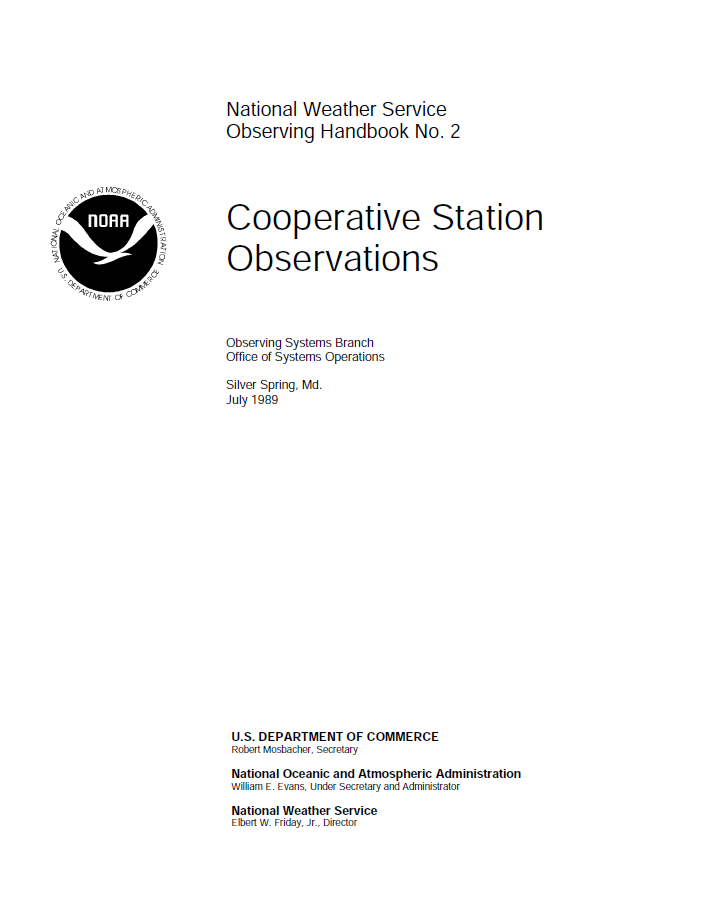 National Weather Service
Observing Handbook No. 2
NATIONAL OCEANIC AND ATMOSPHERIC ADMINISTRATION
U.S. DEPARTMENT OF COMMERCE
NOAA
Cooperative Station
Observations
Observing Systems Branch
Office of Systems Operations
Silver Spring, Md.
July 1989
U.S. DEPARTMENT OF COMMERCE
Robert Mosbacher, Secretary
National Oceanic and Atmospheric Administration
William E. Evans, Under Secretary and Administrator
National Weather Service
Elbert W. Friday, Jr., Director